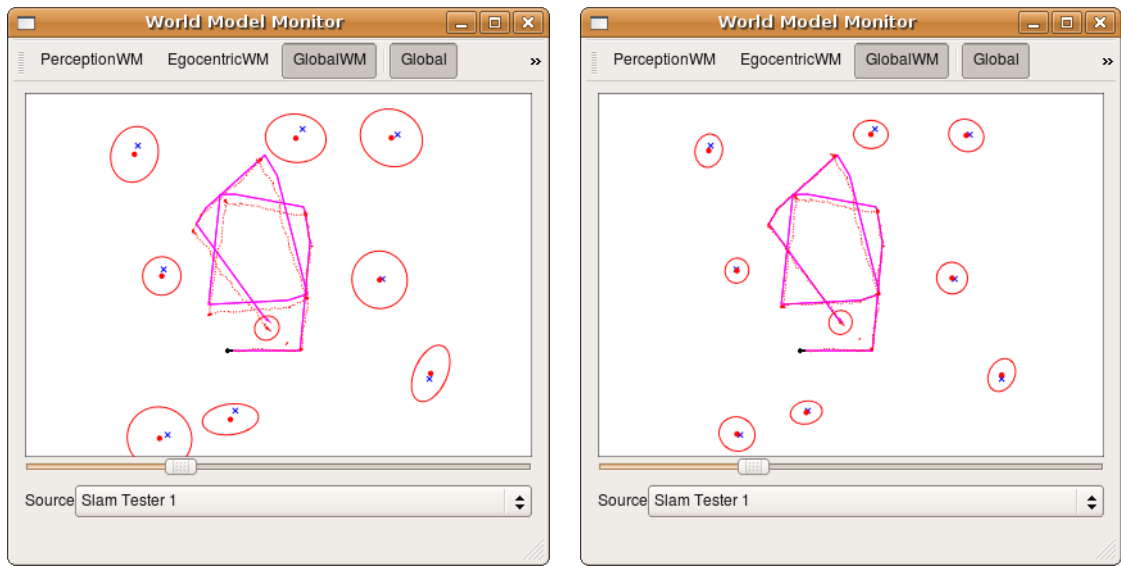 World Model Monitor
PerceptionWM EgocentricWM GlobalWM Global »
Source Slam Tester 1
World Model Monitor
PerceptionWM EgocentricWM GlobalWM Global »
Source Slam Tester 1